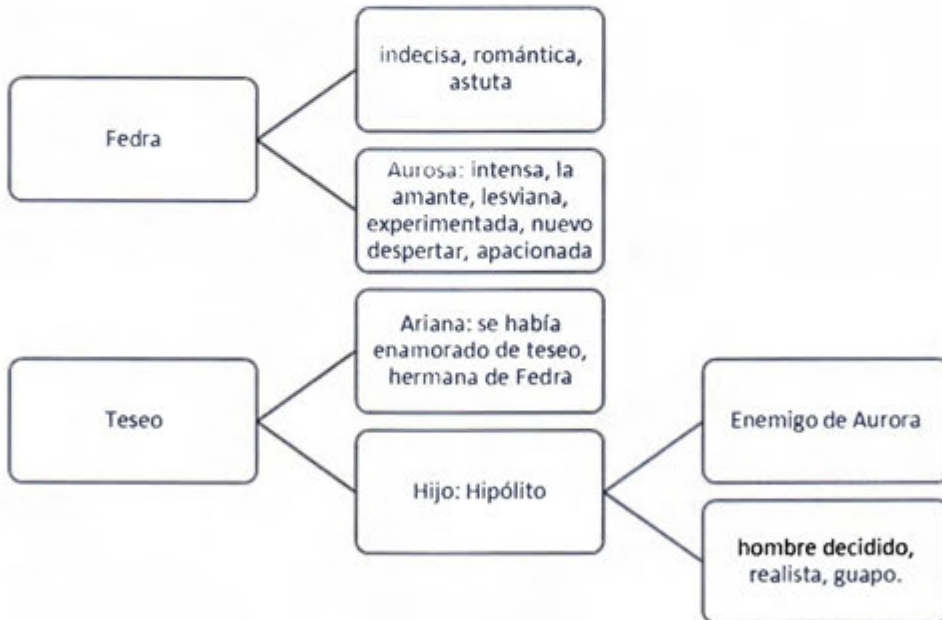 indecisa, romántica,
astuta
Fedra
Aurosa: intensa, la
amante, lesviana,
experimentada, nuevo
despertar, apacionada
Ariana: se había
enamorado de teseo,
hermana de Fedra
Teseo
Enemigo de Aurora
Hijo: Hipólito
hombre decidido,
realista, guapo.